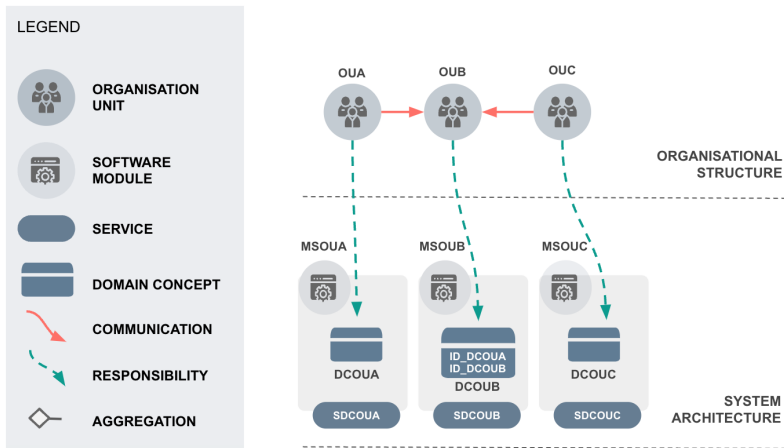 LEGEND
ORGANISATION
UNIT
SOFTWARE
MODULE
SERVICE
DOMAIN CONCEPT
COMMUNICATION
RESPONSIBILITY
AGGREGATION
OUA
OUB
OUC
ORGANISATIONAL
STRUCTURE
MSOUA
MSOUB
MSOUC
ID_DCOUA
ID_DCOUB
DCOUA
DCOUB
DCOUC
SDCOUA
SDCOUB
SDCOUC
SYSTEM
ARCHITECTURE